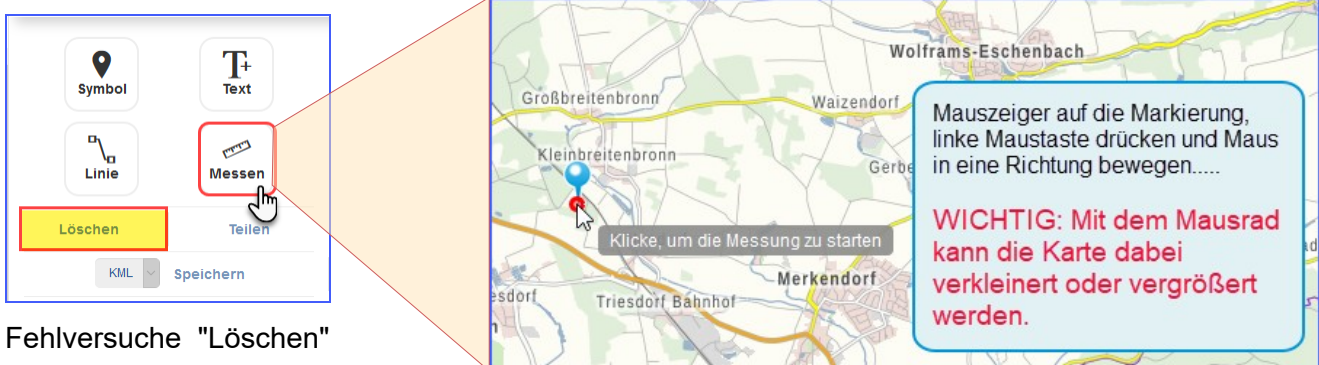 Symbol
Text
Linie
Messen
Löschen
Teilen
KML
Speichern
Fehlversuche "Löschen"
Wolframs-Eschenbach
Großbreitenbronn
Waizendorf
Kleinbreitenbronn
Gerbe
Klicke, um die Messung zu starten
Merkendorf
esdorf
Triesdorf Bahnhof
Mauszeiger auf die Markierung,
linke Maustaste drücken und Maus
in eine Richtung bewegen.....
WICHTIG: Mit dem Mausrad
kann die Karte dabei
verkleinert oder vergrößert
werden.